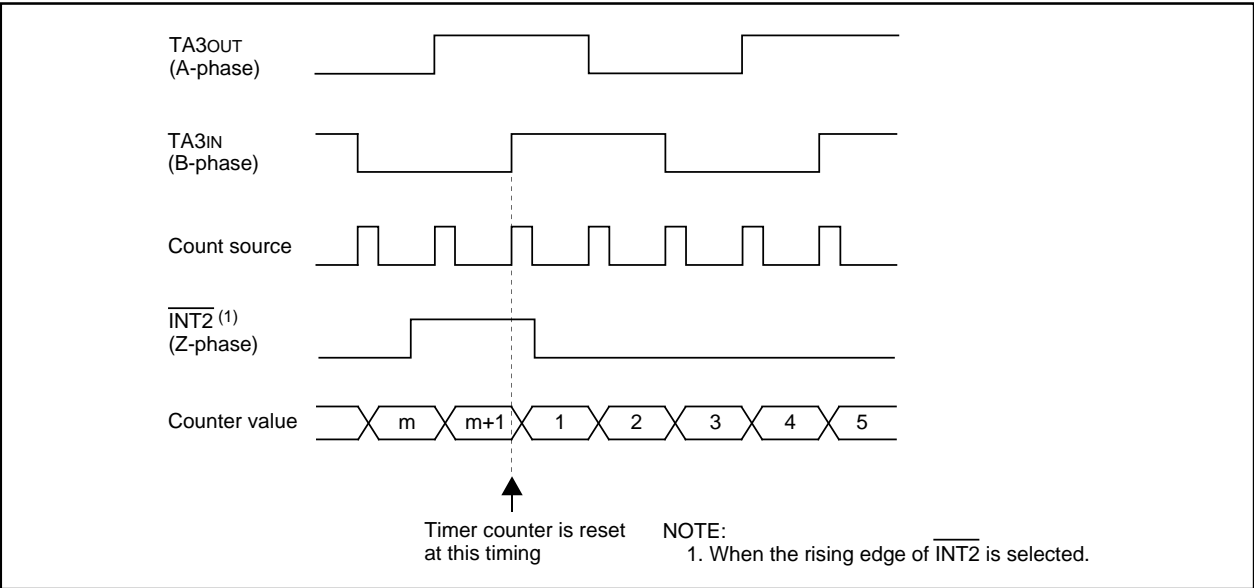 TA3OUT
(A-phase)
TA3IN
(B-phase)
Count source
INT2 (1)
(Z-phase)
Counter value
m
m+1
1
2
3
4
5
Timer counter is reset
at this timing
NOTE:
1. When the rising edge of INT2 is selected.